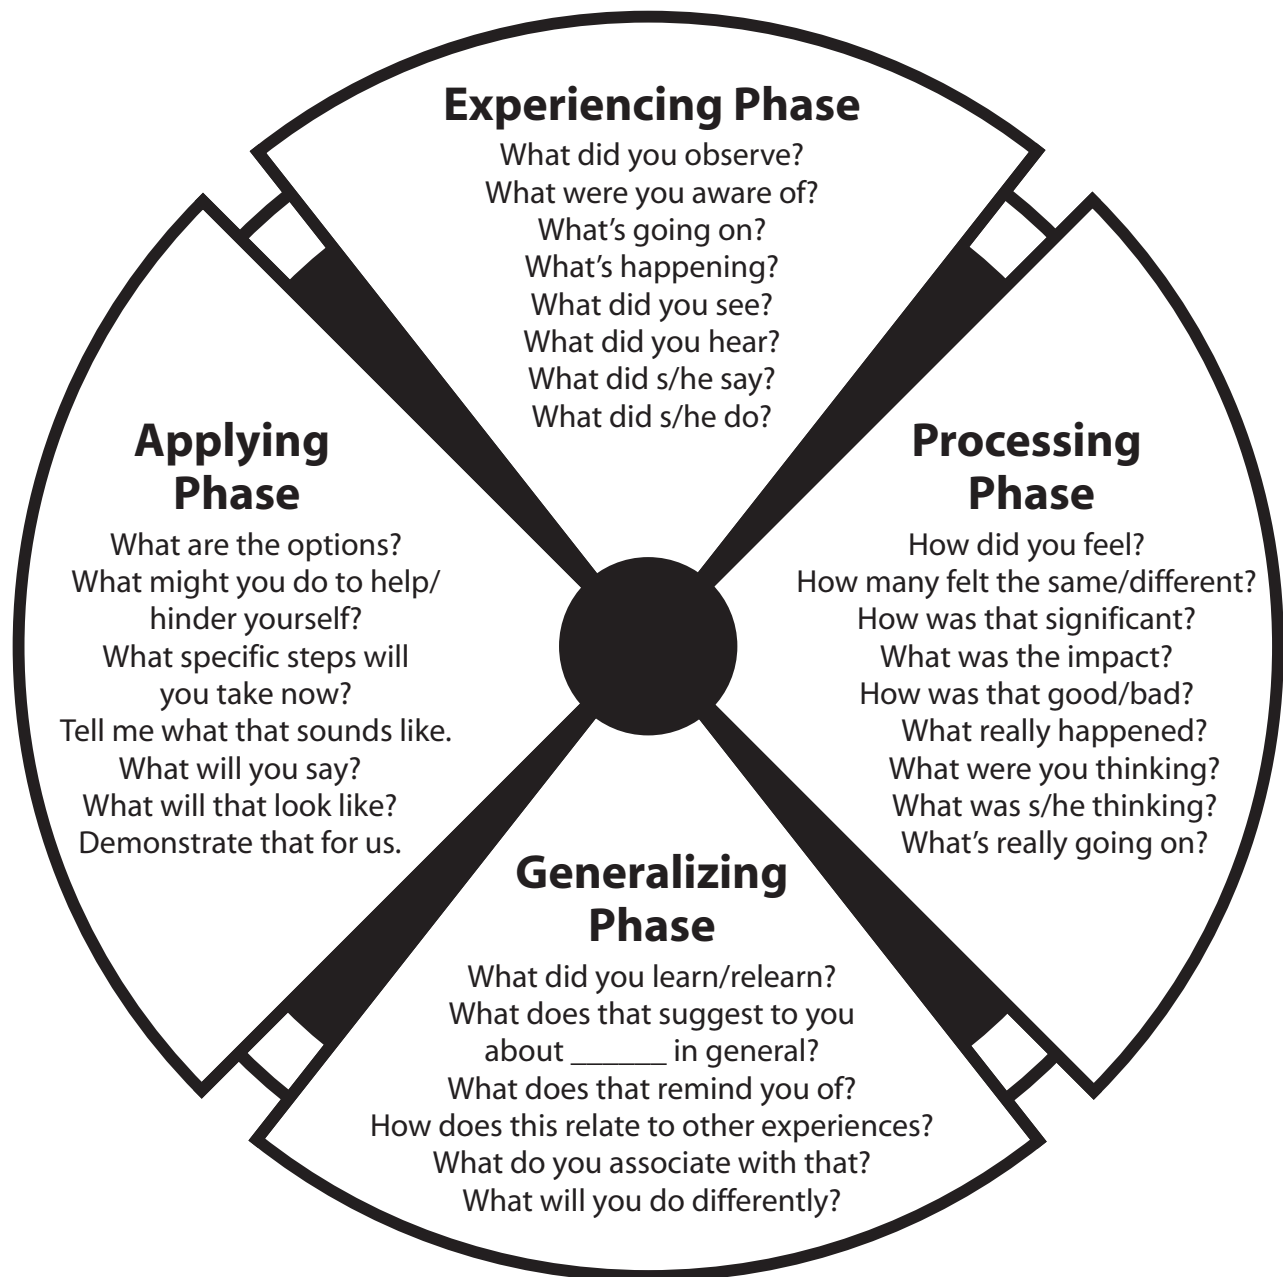 Experiencing Phase
What did you observe?
What were you aware of?
What's going on?
What's happening?
What did you see?
What did you hear?
What did s/he say?
What did s/he do?
Processing
Phase
How did you feel?
How many felt the same/different?
How was that significant?
What was the impact?
How was that good/bad?
What really happened?
What were you thinking?
What was s/he thinking?
What's really going on?
Generalizing
Phase
What did you learn/relearn?
What does that suggest to you
about ______ in general?
What does that remind you of?
How does this relate to other experiences?
What do you associate with that?
What will you do differently?
Applying
Phase
What are the options?
What might you do to help/
hinder yourself?
What specific steps will
you take now?
Tell me what that sounds like.
What will you say?
What will that look like?
Demonstrate that for us.